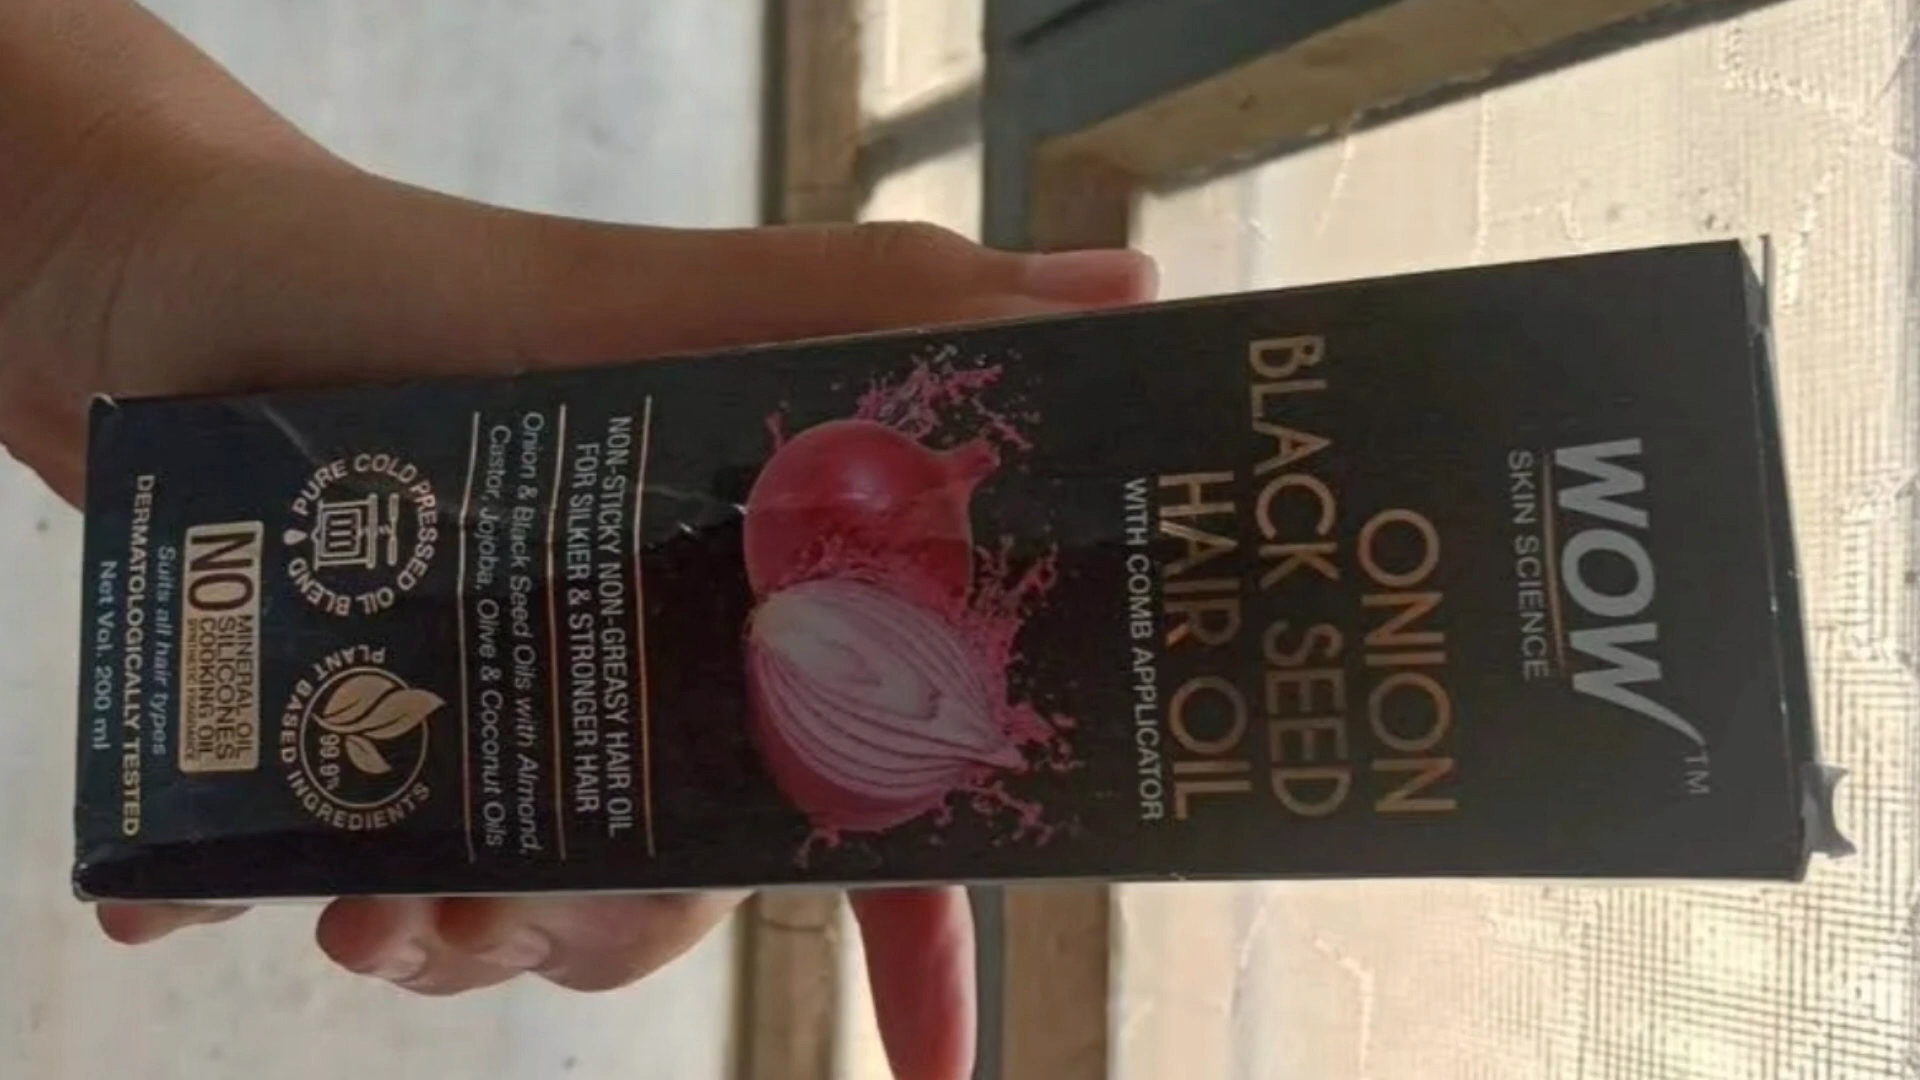 WOW™
SKIN SCIENCE
ONION
BLACK SEED
HAIR OIL
WITH COMB APPLICATOR
NON-STICKY NON-GREASY HAIR OIL
FOR SILKIER & STRONGER HAIR
Onion & Black Seed Oils with Almond,
Castor, Jojoba, Olive & Coconut Oils
PURE COLD PRESSED OIL BLEND
99.9%
PLANT BASED INGREDIENTS
NO
MINERAL OIL
SILICONES
COOKING OIL
SYNTHETIC FRAGRANCE
Suits all hair types
DERMATOLOGICALLY TESTED
Net Vol. 200 ml